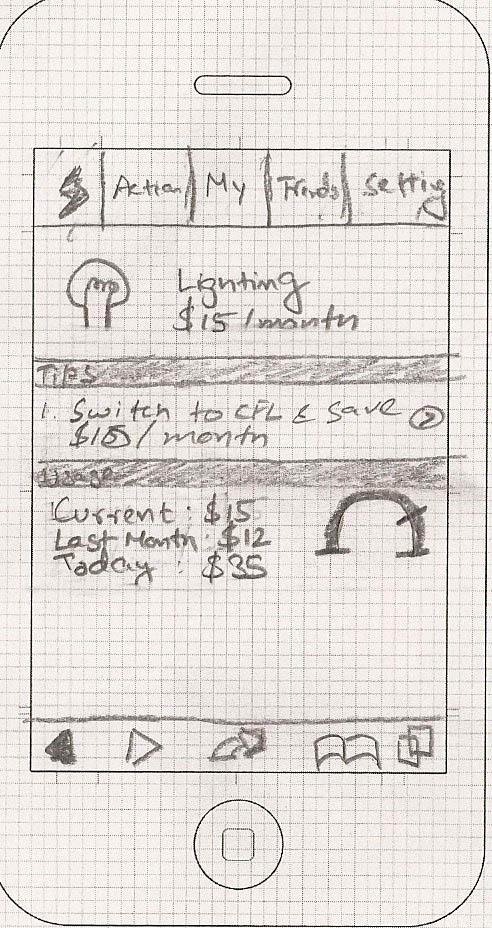 Action My Trends Setting
Lighting
$15/month
TIPS
1. Switch to CFL & Save
$15/month
Usage
Current : $15
Last Month : $12
Today : $35